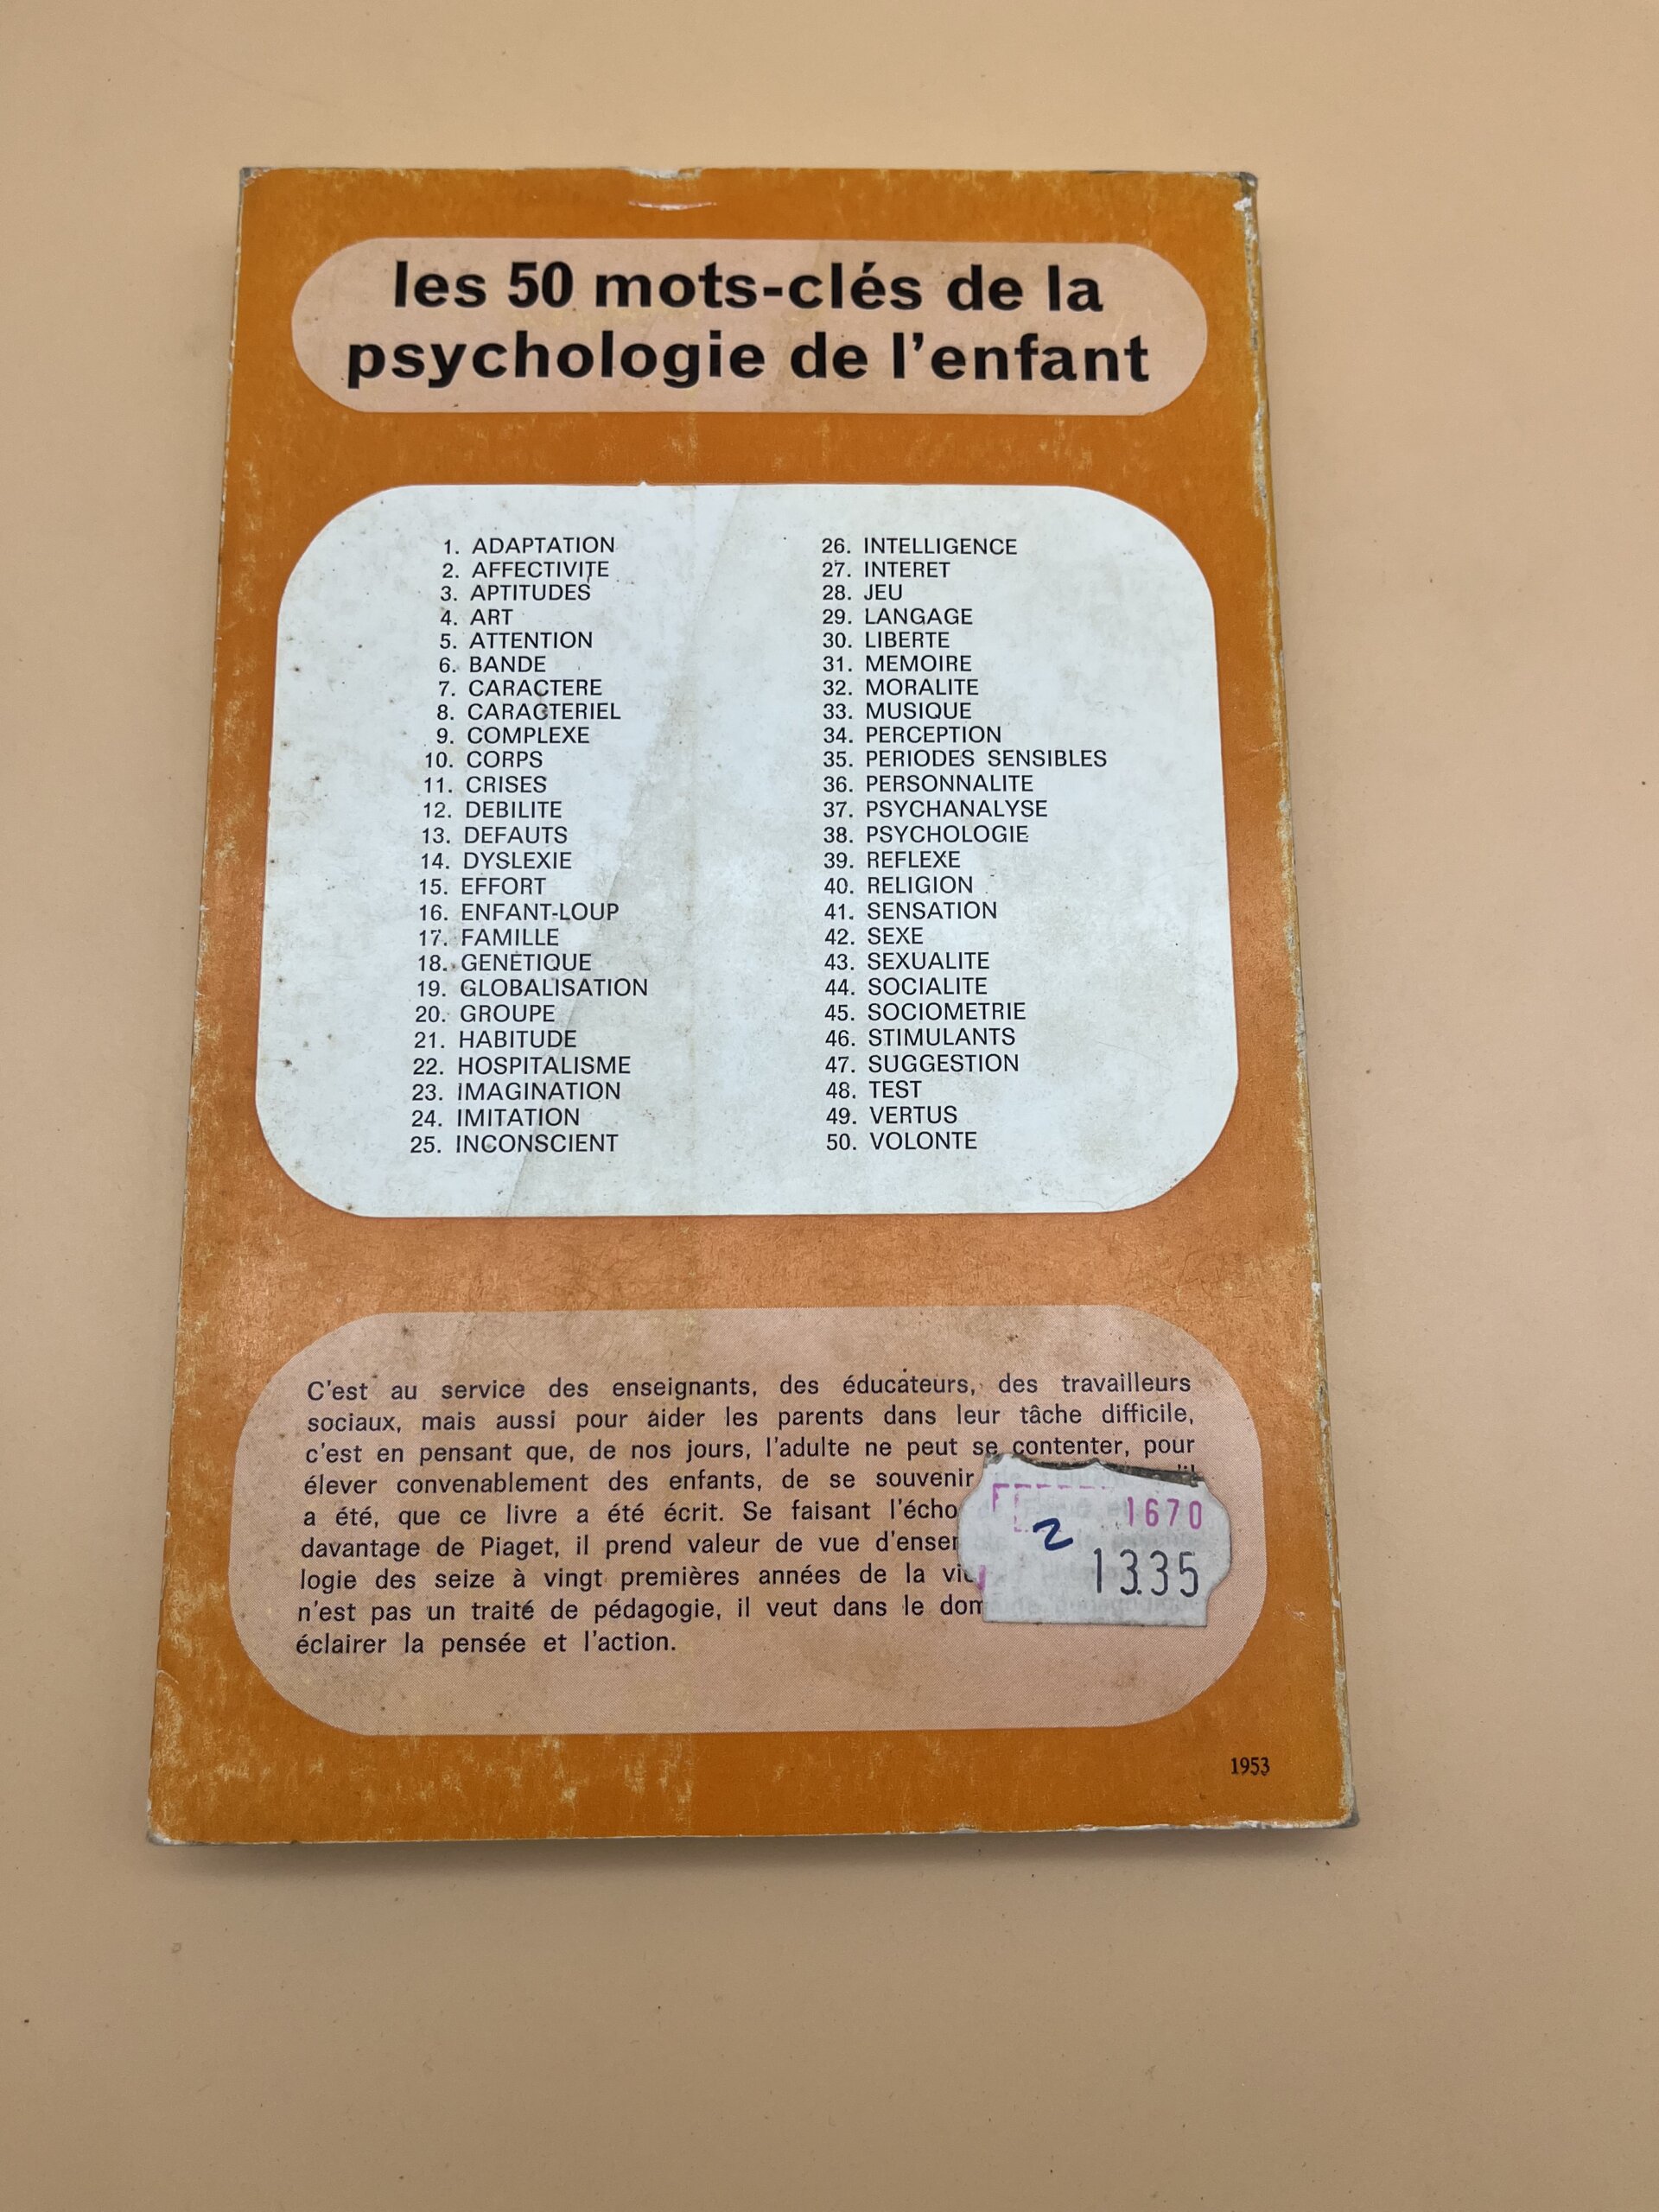 les 50 mots-clés de la
psychologie de l'enfant
1. ADAPTATION
2. AFFECTIVITE
3. APTITUDES
4. ART
5. ATTENTION
6. BANDE
7. CARACTERE
8. CARACTERIEL
9. COMPLEXE
10. CORPS
11. CRISES
12. DEBILITE
13. DEFAUTS
14. DYSLEXIE
15. EFFORT
16. ENFANT-LOUP
17. FAMILLE
18. GENETIQUE
19. GLOBALISATION
20. GROUPE
21. HABITUDE
22. HOSPITALISME
23. IMAGINATION
24. IMITATION
25. INCONSCIENT
26. INTELLIGENCE
27. INTERET
28. JEU
29. LANGAGE
30. LIBERTE
31. MEMOIRE
32. MORALITE
33. MUSIQUE
34. PERCEPTION
35. PERIODES SENSIBLES
36. PERSONNALITE
37. PSYCHANALYSE
38. PSYCHOLOGIE
39. REFLEXE
40. RELIGION
41. SENSATION
42. SEXE
43. SEXUALITE
44. SOCIALITE
45. SOCIOMETRIE
46. STIMULANTS
47. SUGGESTION
48. TEST
49. VERTUS
50. VOLONTE
C'est au service des enseignants, des éducateurs, des travailleurs
sociaux, mais aussi pour aider les parents dans leur tâche difficile,
c'est en pensant que, de nos jours, l'adulte ne peut se contenter, pour
élever convenablement des enfants, de se souvenir
a été, que ce livre a été écrit. Se faisant l'écho
davantage de Piaget, il prend valeur de vue
logie des seize à vingt premières années de la
n'est pas un traité de pédagogie, il veut dans le
éclairer la pensée et l'action.
1670
2
13.35
1953